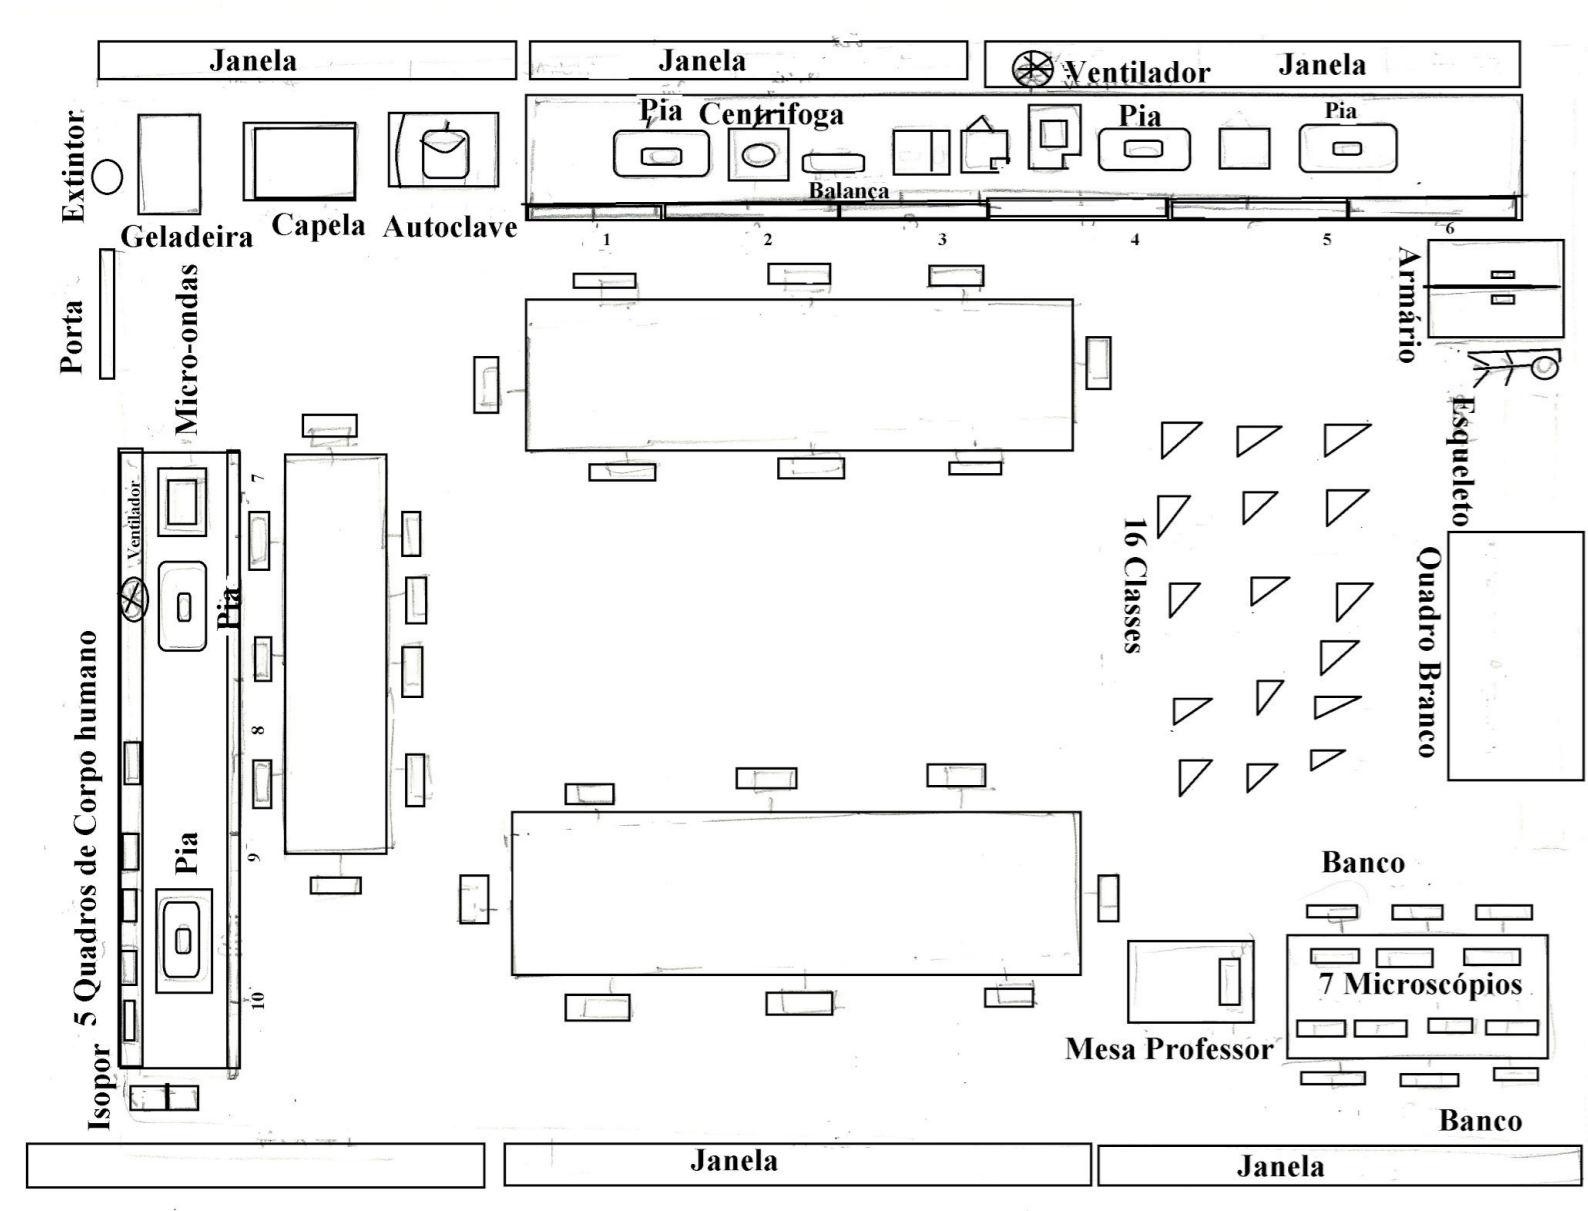 Janela
Janela
Ventilador
Janela
Pia
Centrifoga
Pia
Pia
Extintor
Balança
Geladeira
Capela
Autoclave
1
2
3
4
5
6
Porta
Micro-ondas
Armário
Esqueleto
7
Ventilador
Pia
16 Classes
Quadro Branco
8
5 Quadros de Corpo humano
Pia
9
Banco
7 Microscópios
10
Mesa Professor
Isopor
Banco
Janela
Janela